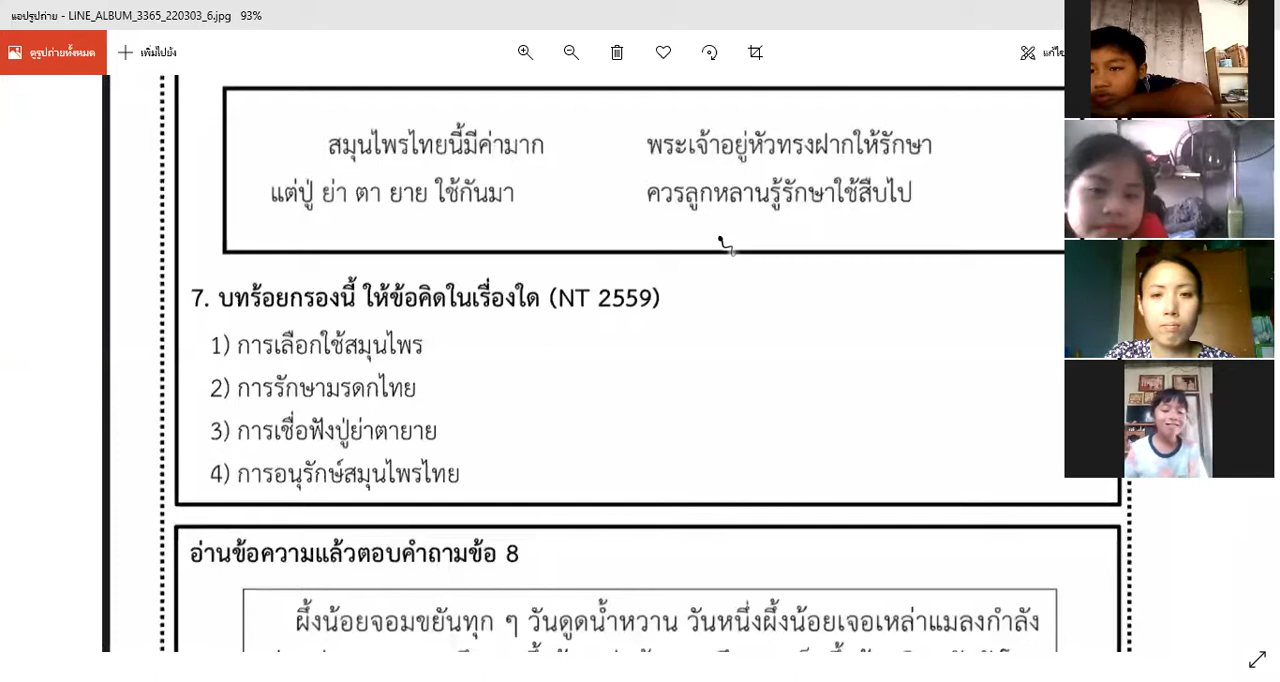 แอปรูปถ่าย - LINE_ALBUM_3365_220303_6.jpg 93%
ดูรูปถ่ายทั้งหมด เพิ่มไปยัง
สมุนไพรไทยนี้มีค่ามาก พระเจ้าอยู่หัวทรงฝากให้รักษา
แต่ปู่ ย่า ตา ยาย ใช้กันมา ควรลูกหลานรู้รักษาใช้สืบไป
7. บทร้อยกรองนี้ ให้ข้อคิดในเรื่องใด (NT 2559)
1) การเลือกใช้สมุนไพร
2) การรักษามรดกไทย
3) การเชื่อฟังปู่ย่าตายาย
4) การอนุรักษ์สมุนไพรไทย
อ่านข้อความแล้วตอบคำถามข้อ 8
ผึ้งน้อยจอมขยันทุก ๆ วันดูดน้ำหวาน วันหนึ่งผึ้งน้อยเจอเหล่าแมลงกำลัง